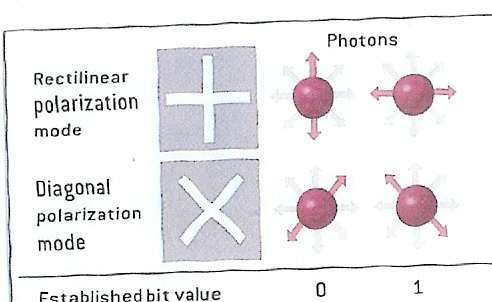 Photons
Rectilinear
polarization
mode
Diagonal
polarization
mode
Established bit value 0 1